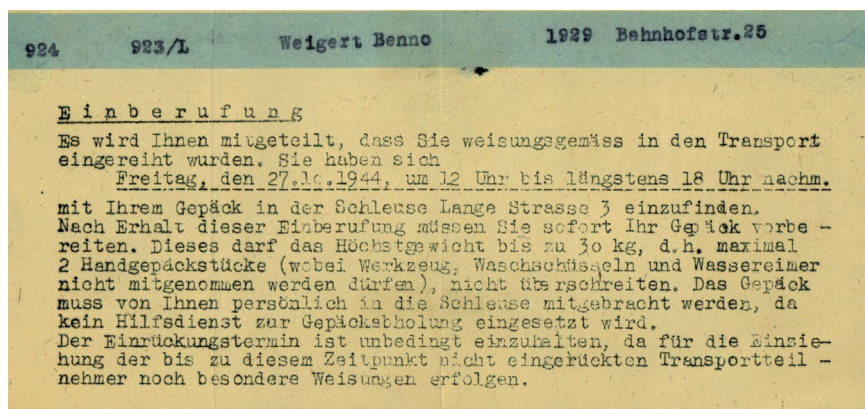 924 923/L Weigert Benno 1929 Bahnhofstr.25
Einberufung
Es wird Ihnen mitgeteilt, dass Sie weisungsgemäss in den Transport
eingereiht wurden. Sie haben sich
Freitag, den 27.10.1944, um 12 Uhr bis längstens 18 Uhr nachm.
mit Ihrem Gepäck in der Schleuse Lange Strasse 3 einzufinden.
Nach Erhalt dieser Einberufung müssen Sie sofort Ihr Gepäck vorbe -
reiten. Dieses darf das Höchstgewicht bis zu 3o kg, d.h. maximal
2 Handgepäckstücke (wobei Werkzeug, Waschschüsseln und Wassereimer
nicht mitgenommen werden dürfen), nicht überschreiten. Das Gepäck
muss von Ihnen persönlich in die Schleuse mitgebracht werden, da
kein Hilfsdienst zur Gepäckabholung eingesetzt wird.
Der Einrückungstermin ist unbedingt einzuhalten, da für die Einzie-
hung der bis zu diesem Zeitpunkt nicht eingerückten Transportteil -
nehmer noch besondere Weisungen erfolgen.